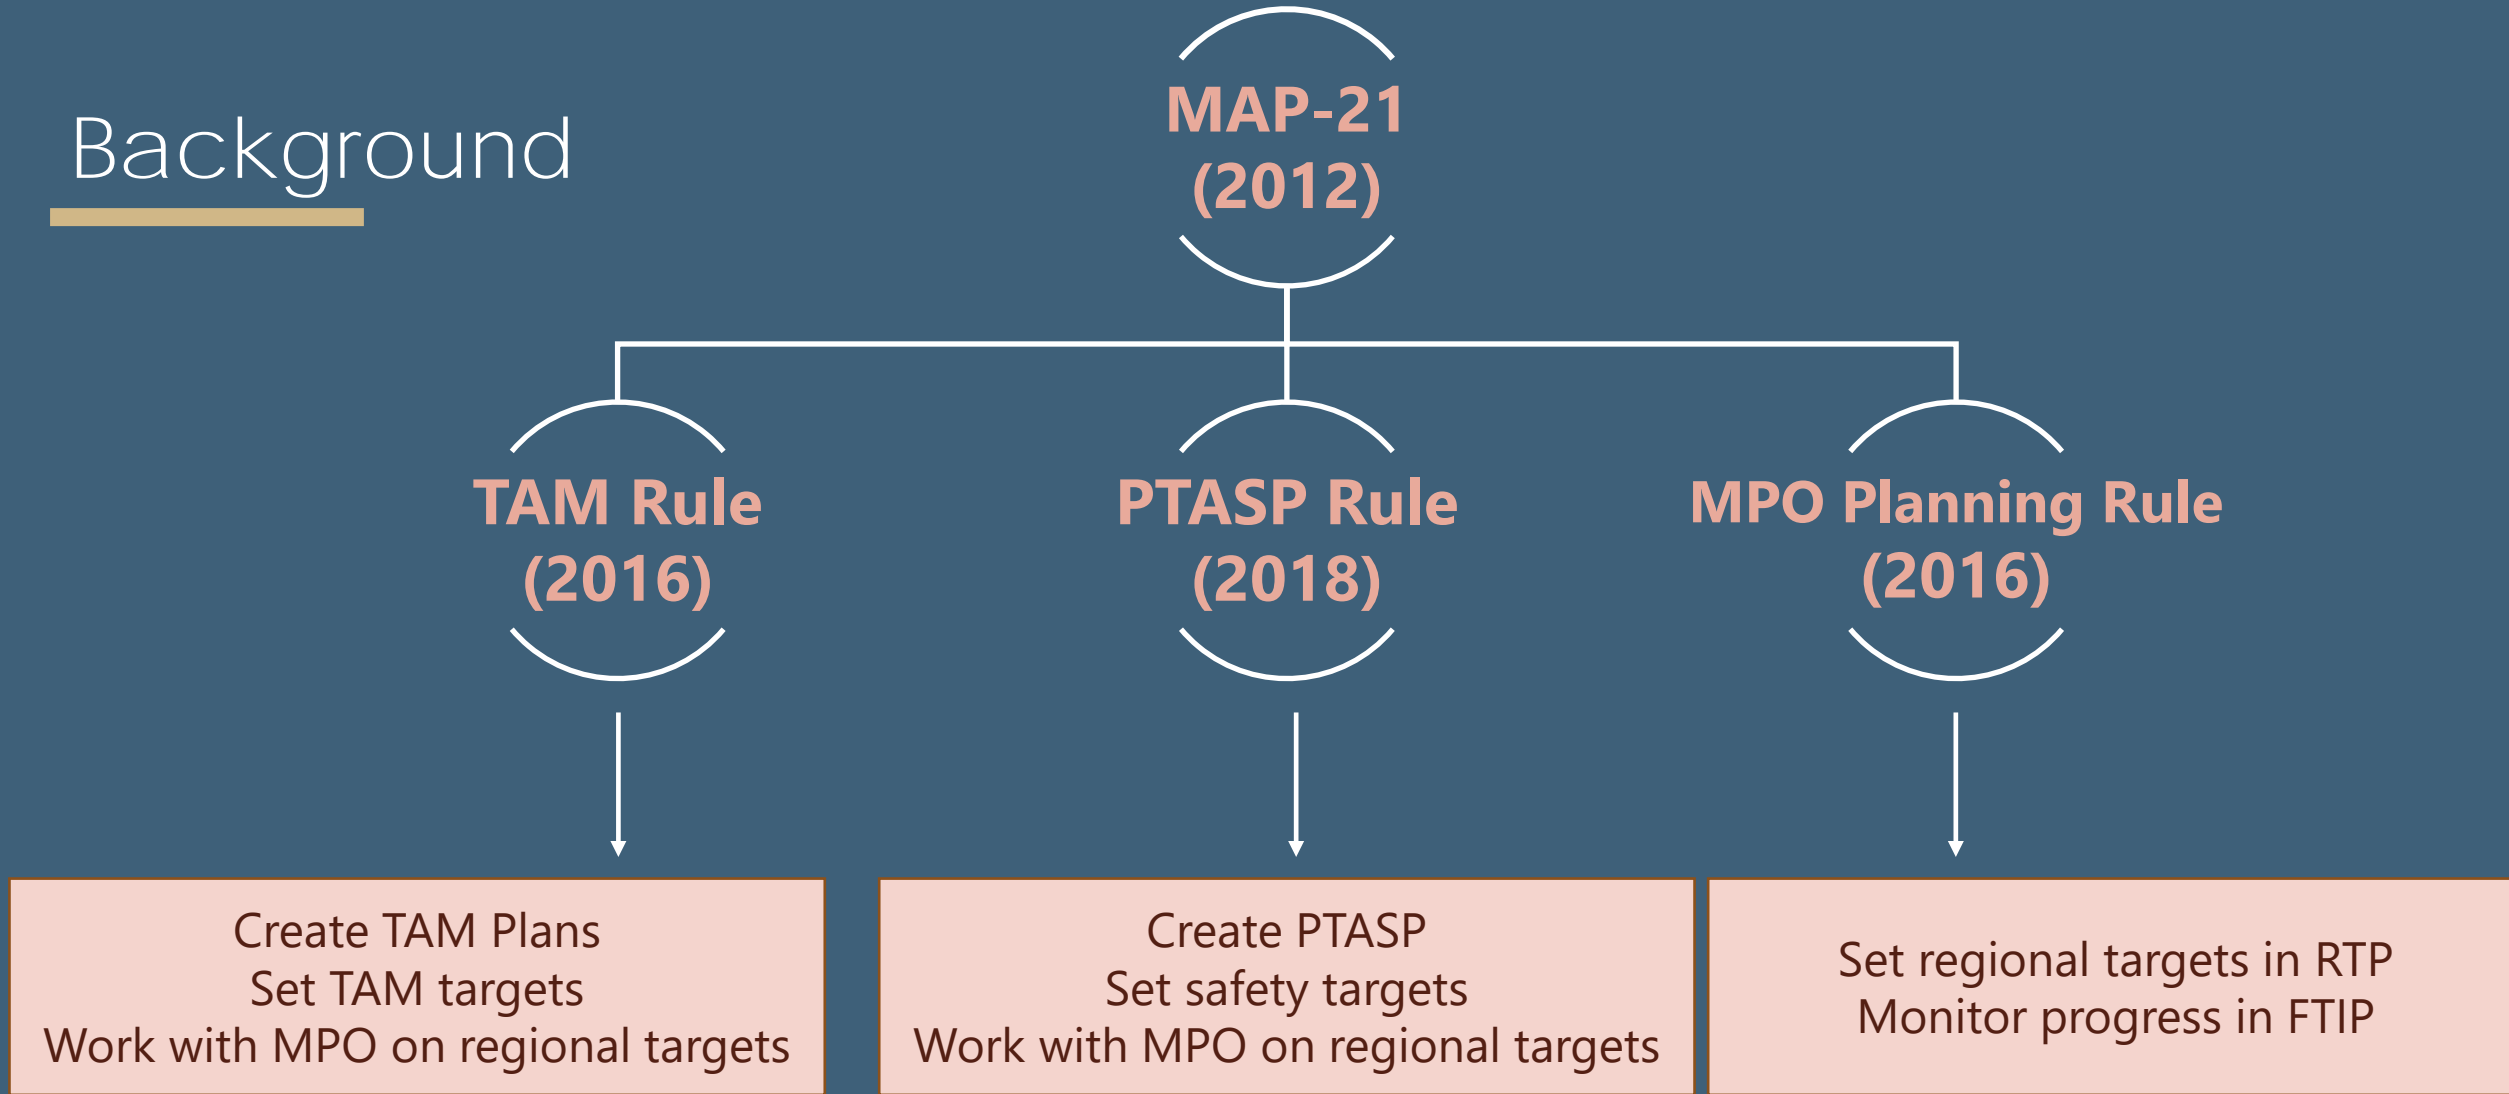 Background
MAP-21
(2012)
TAM Rule
(2016)
PTASP Rule
(2018)
MPO Planning Rule
(2016)
Create TAM Plans
Set TAM targets
Work with MPO on regional targets
Create PTASP
Set safety targets
Work with MPO on regional targets
Set regional targets in RTP
Monitor progress in FTIP